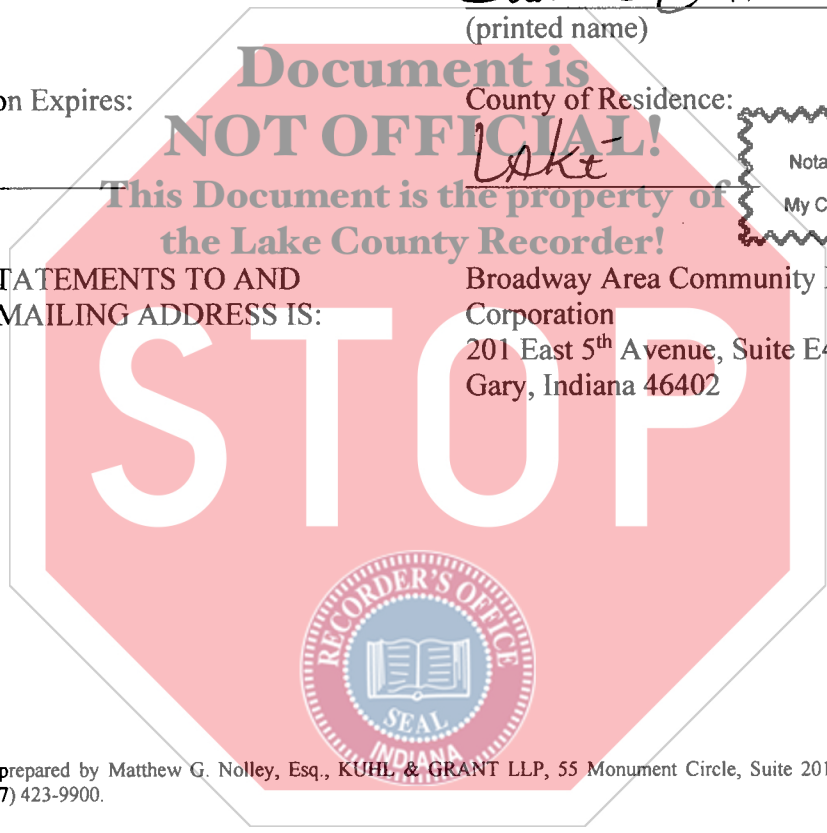 (printed name)
Document is
on Expires:
County of Residence:
NOT OFFICIAL!
LAKE
Nota
This Document is the property of
My C
the Lake County Recorder!
TATEMENTS TO AND
MAILING ADDRESS IS:
Broadway Area Community
Corporation
201 East 5th Avenue, Suite E4
Gary, Indiana 46402
STOP
RECORDER'S OFFICE
SEAL
INDIANA
prepared by Matthew G. Nolley, Esq., KUHL & GRANT LLP, 55 Monument Circle, Suite 201
7) 423-9900.